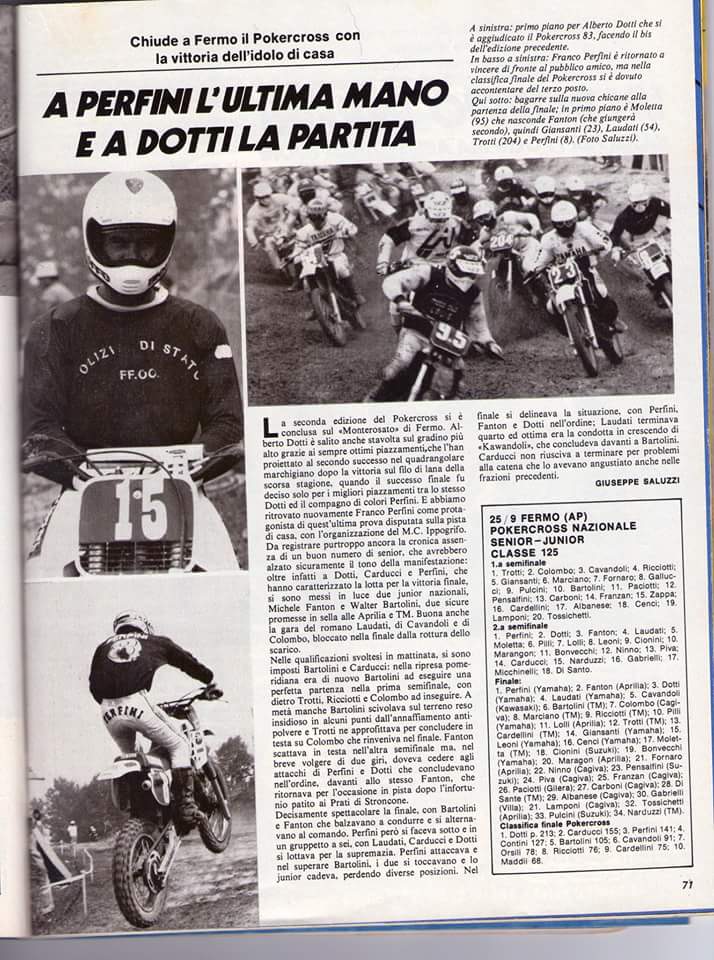 Chiude a Fermo il Pokercross con
la vittoria dell'idolo di casa
A PERFINI L'ULTIMA MANO
E A DOTTI LA PARTITA
A sinistra: primo piano per Alberto Dotti che si
è aggiudicato il Pokercross 83, facendo il bis
dell'edizione precedente.
In basso a sinistra: Franco Perfini è ritornato a
vincere di fronte al pubblico amico, ma nella
classifica finale del Pokercross si è dovuto
accontentare del terzo posto.
Qui sotto: bagarre sulla nuova chicane alla
partenza della finale; in primo piano è Moletta
(95) che nasconde Fanton (che giungerà
secondo), quindi Giansanti (23), Laudati (54),
Trotti (204) e Perfini (8). (Foto Saluzzi).
OLIZI DI STATO
FF.OO.
15
YAMAHA
204
23
95
PERFINI
La seconda edizione del Pokercross si è
conclusa sul «Monterosato» di Fermo. Al-
berto Dotti è salito anche stavolta sul gradino più
alto grazie ai sempre ottimi piazzamenti, che l'han
proiettato al secondo successo nel quadrangolare
marchigiano dopo la vittoria sul filo di lana della
scorsa stagione, quando il successo finale fu
deciso solo per i migliori piazzamenti tra lo stesso
Dotti ed il compagno di colori Perfini. E abbiamo
ritrovato nuovamente Franco Perfini come prota-
gonista di quest'ultima prova disputata sulla pista
di casa, con l'organizzazione del M.C. Ippogrifo.
Da registrare purtroppo ancora la cronica assen-
za di un buon numero di senior, che avrebbero
alzato sicuramente il tono della manifestazione:
oltre infatti a Dotti, Carducci e Perfini, che
hanno caratterizzato la lotta per la vittoria finale,
si sono messi in luce due junior nazionali,
Michele Fanton e Walter Bartolini, due sicure
promesse in sella alle Aprilia e TM. Buona anche
la gara del romano Laudati, di Cavandoli e di
Colombo, bloccato nella finale dalla rottura dello
scarico.
Nelle qualificazioni svoltesi in mattinata, si sono
imposti Bartolini e Carducci: nella ripresa pome-
ridiana era di nuovo Bartolini ad eseguire una
perfetta partenza nella prima semifinale, con
dietro Trotti, Ricciotti e Colombo ad inseguire. A
metà manche Bartolini scivolava sul terreno reso
insidioso in alcuni punti dall'annaffiamento anti-
polvere e Trotti ne approfittava per concludere in
testa su Colombo che rinveniva nel finale. Fanton
scattava in testa nell'altra semifinale ma, nel
breve volgere di due giri, doveva cedere agli
attacchi di Perfini e Dotti che concludevano
nell'ordine, davanti allo stesso Fanton, che
ritornava per l'occasione in pista dopo l'infortu-
nio patito ai Prati di Stroncone.
Decisamente spettacolare la finale, con Bartolini
e Fanton che balzavano a condurre e si alterna-
vano al comando. Perfini però si faceva sotto e in
un gruppetto a sei, con Laudati, Carducci e Dotti
si lottava per la supremazia. Perfini attaccava e
nel superare Bartolini, i due si toccavano e lo
junior cadeva, perdendo diverse posizioni. Nel
finale si delineava la situazione, con Perfini,
Fanton e Dotti nell'ordine; Laudati terminava
quarto ed ottima era la condotta in crescendo di
«Kawandoli», che concludeva davanti a Bartolini.
Carducci non riusciva a terminare per problemi
alla catena che lo avevano angustiato anche nelle
frazioni precedenti.
GIUSEPPE SALUZZI
25/9 FERMO (AP)
POKERCROSS NAZIONALE
SENIOR-JUNIOR
CLASSE 125
1.a semifinale
1. Trotti; 2. Colombo; 3. Cavandoli; 4. Ricciotti;
5. Giansanti; 6. Marciano; 7. Fornaro; 8. Galluc-
ci; 9. Pulcini; 10. Bartolini; 11. Paciotti; 12.
Pensalfini; 13. Carboni; 14. Franzan; 15. Zappa;
16. Cardellini; 17. Albanese; 18. Cenci; 19.
Lamponi; 20. Tossichetti.
2.a semifinale
1. Perfini; 2. Dotti; 3. Fanton; 4. Laudati; 5.
Moletta; 6. Pilli; 7. Lolli; 8. Leoni; 9. Cionini; 10.
Marangon; 11. Bonvecchi; 12. Ninno; 13. Piva;
14. Carducci; 15. Narduzzi; 16. Gabrielli; 17.
Micchinelli; 18. Di Santo.
Finale:
1. Perfini (Yamaha); 2. Fanton (Aprilia); 3. Dotti
(Yamaha); 4. Laudati (Yamaha); 5. Cavandoli
(Kawasaki); 6. Bartolini (TM); 7. Colombo (Cagi-
va); 8. Marciano (TM); 9. Ricciotti (TM); 10. Pilli
(Yamaha); 11. Lolli (Aprilia); 12. Trotti (TM); 13.
Cardellini (TM); 14. Giansanti (Yamaha); 15.
Leoni (Yamaha); 16. Cenci (Yamaha); 17. Molet-
ta (TM); 18. Cionini (Suzuki); 19. Bonvecchi
(Yamaha); 20. Maragon (Aprilia); 21. Fornaro
(Aprilia); 22. Ninno (Cagiva); 23. Pensalfini (Su-
zuki); 24. Piva (Cagiva); 25. Franzan (Cagiva);
26. Paciotti (Gilera); 27. Carboni (Cagiva); 28. Di
Sante (TM); 29. Albanese (Cagiva); 30. Gabrielli
(Villa); 31. Lamponi (Cagiva); 32. Tossichetti
(Aprilia); 33. Pulcini (Suzuki); 34. Narduzzi (TM).
Classifica finale Pokercross
1. Dotti p. 213; 2. Carducci 155; 3. Perfini 141; 4.
Contini 127; 5. Bartolini 105; 6. Cavandoli 91; 7.
Orsili 78; 8. Ricciotti 76; 9. Cardellini 75; 10.
Maddii 68.
71